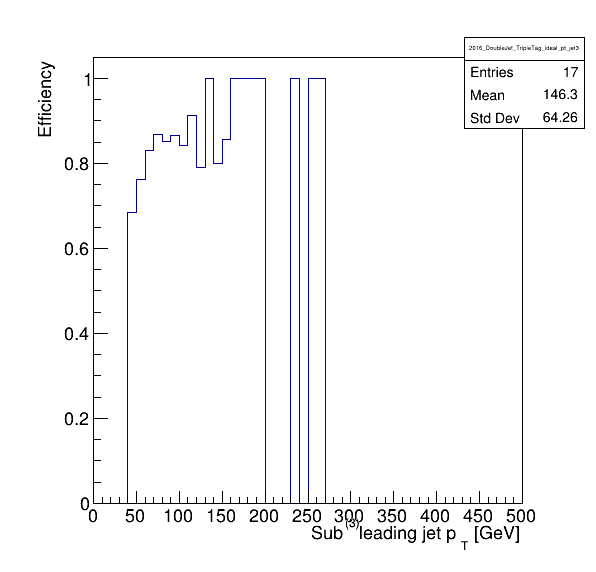 2016_DoubleJet_TripleTag_Ideal_pt_jet3
Entries 17
Mean 146.3
Std Dev 64.26
Efficiency
1
0.8
0.6
0.4
0.2
0
0 50 100 150 200 250 300 350 400 450 500
Sub(3)leading jet pT [GeV]